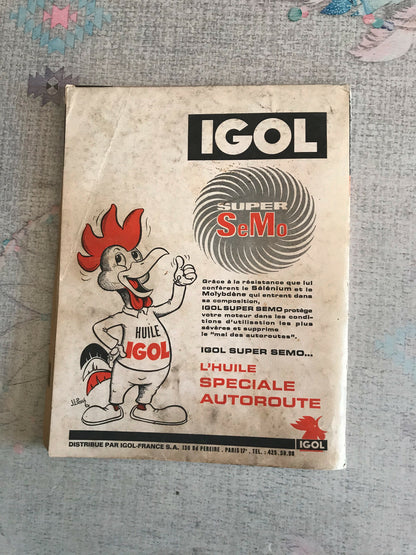 IGOL
SUPER
SeMo
Grâce à la résistance que lui
confèrent le Sélénium et le
Molybdène qui entrent dans
sa composition,
IGOL SUPER SEMO protège
votre moteur dans les condi-
tions d'utilisation les plus
sévères et supprime
le "mal des autoroutes".
IGOL SUPER SEMO...
L'HUILE
SPECIALE
AUTOROUTE
HUILE
IGOL
DISTRIBUE PAR IGOL-FRANCE S.A. 136 Bd PEREIRE . PARIS 17e . TEL. : 425.59.98
IGOL